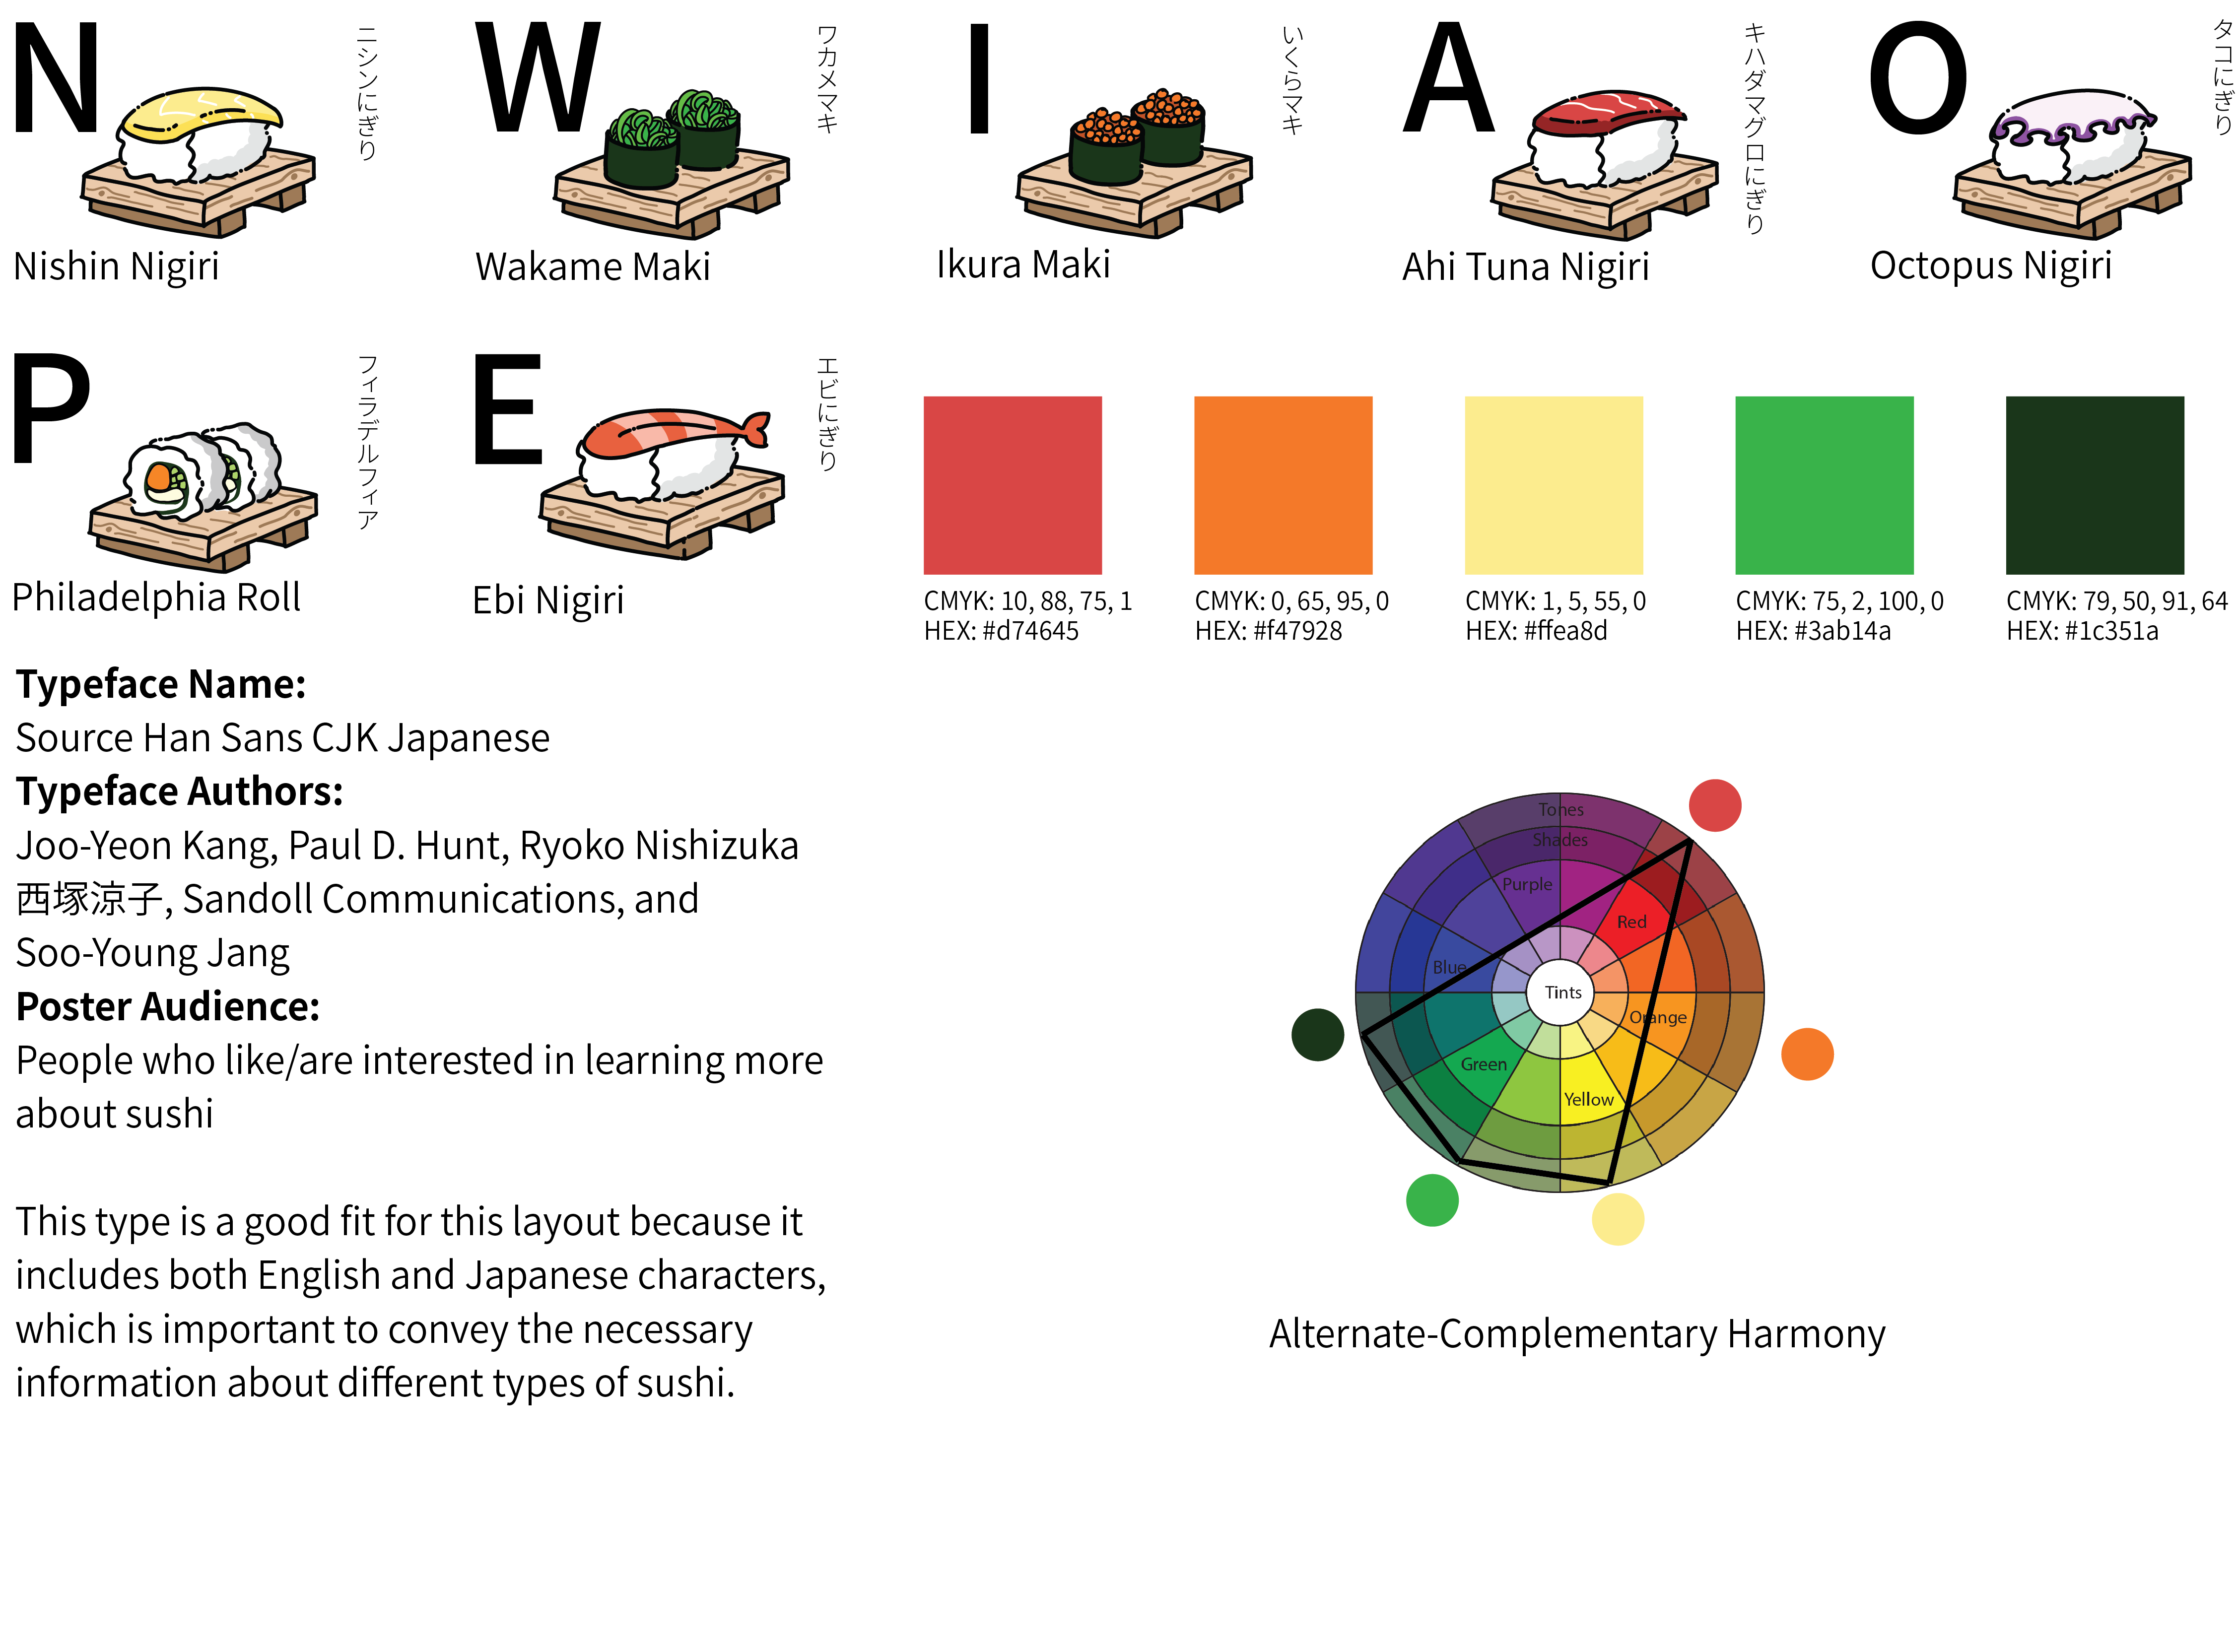 N
ニシンにぎり
Nishin Nigiri
W
ワカメマキ
Wakame Maki
I
いくらマキ
Ikura Maki
A
キハダマグロにぎり
Ahi Tuna Nigiri
O
タコにぎり
Octopus Nigiri
P
フィラデルフィア
Philadelphia Roll
E
エビにぎり
Ebi Nigiri
CMYK: 10, 88, 75, 1
HEX: #d74645
CMYK: 0, 65, 95, 0
HEX: #f47928
CMYK: 1, 5, 55, 0
HEX: #ffea8d
CMYK: 75, 2, 100, 0
HEX: #3ab14a
CMYK: 79, 50, 91, 64
HEX: #1c351a
Typeface Name:
Source Han Sans CJK Japanese
Typeface Authors:
Joo-Yeon Kang, Paul D. Hunt, Ryoko Nishizuka
西塚涼子, Sandoll Communications, and
Soo-Young Jang
Poster Audience:
People who like/are interested in learning more
about sushi
This type is a good fit for this layout because it
includes both English and Japanese characters,
which is important to convey the necessary
information about different types of sushi.
Tones
Shades
Purple
Red
Blue
Tints
Orange
Green
Yellow
Alternate-Complementary Harmony